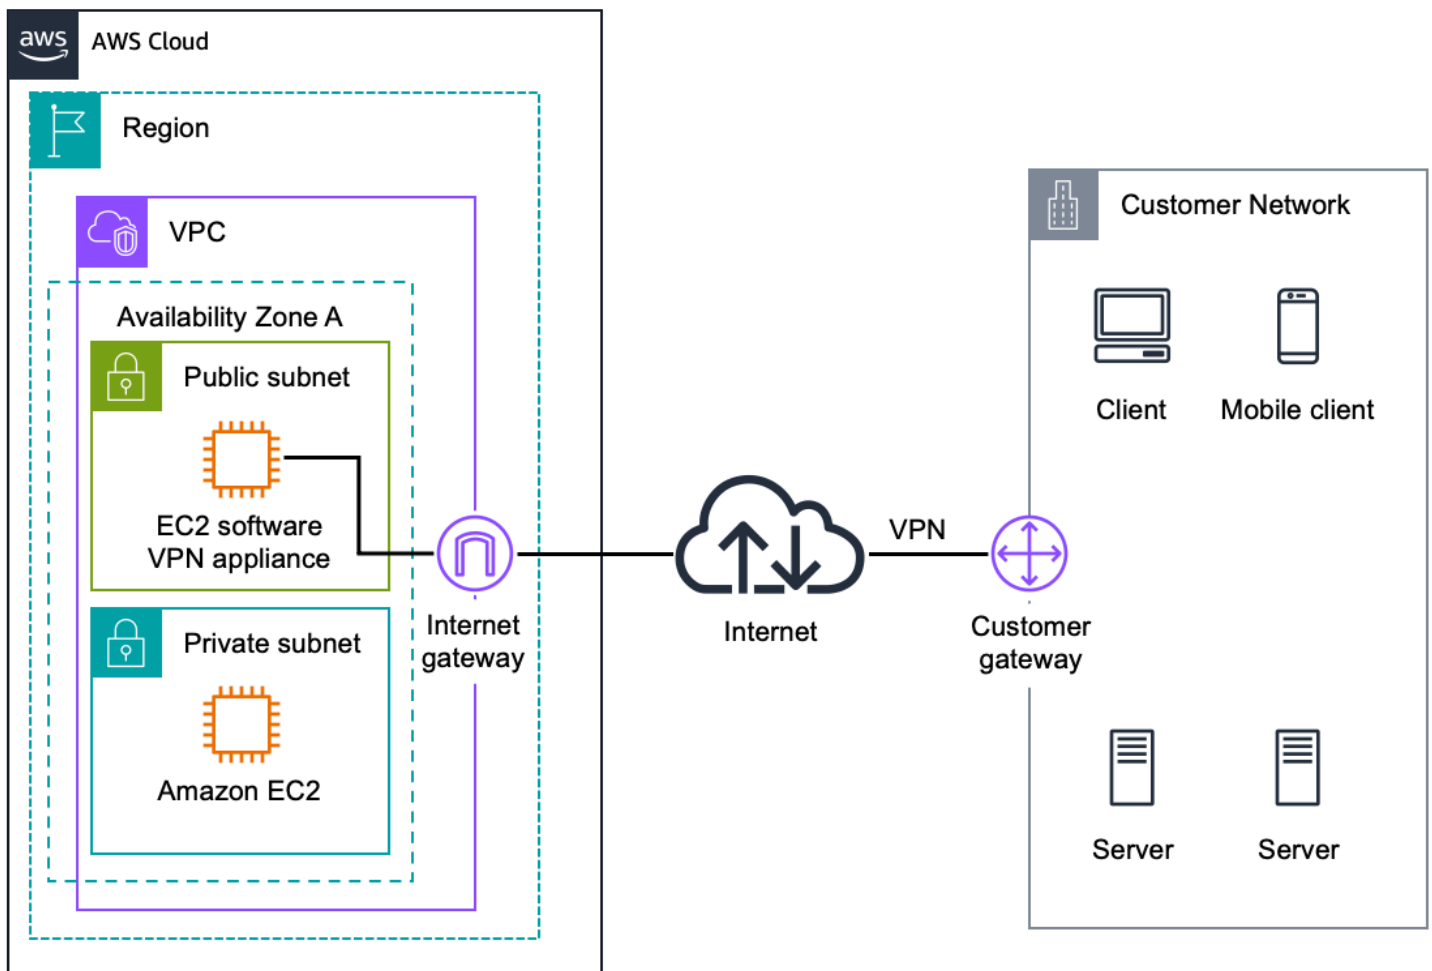 aws
AWS Cloud
Region
VPC
Availability Zone A
Public subnet
EC2 software
VPN appliance
Private subnet
Amazon EC2
Internet
gateway
Internet
VPN
Customer
gateway
Customer Network
Client
Mobile client
Server
Server